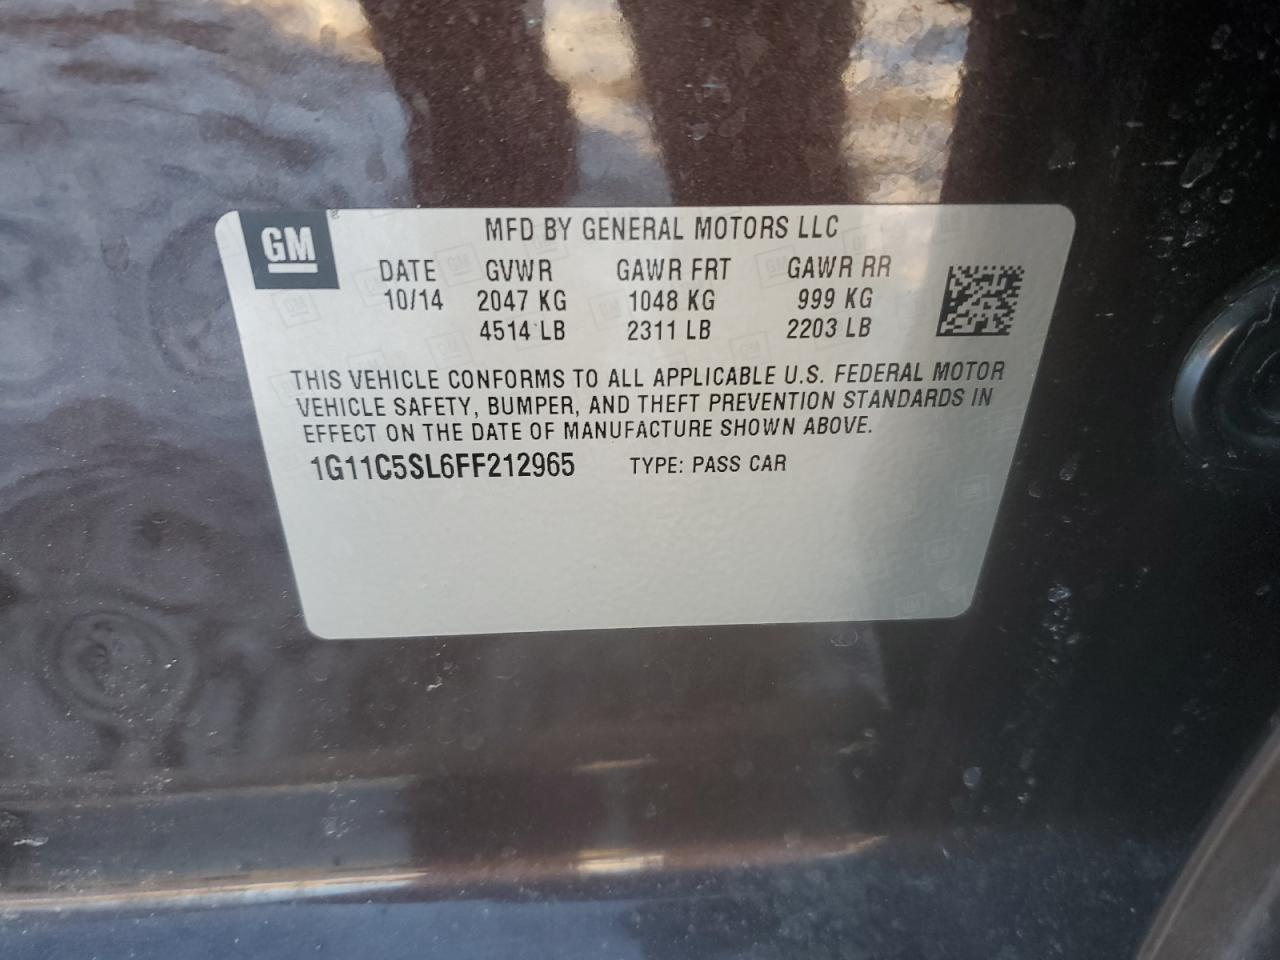 GM
MFD BY GENERAL MOTORS LLC
DATE GVWR GAWR FRT GAWR RR
10/14 2047 KG 1048 KG 999 KG
4514 LB 2311 LB 2203 LB
THIS VEHICLE CONFORMS TO ALL APPLICABLE U.S. FEDERAL MOTOR
VEHICLE SAFETY, BUMPER, AND THEFT PREVENTION STANDARDS IN
EFFECT ON THE DATE OF MANUFACTURE SHOWN ABOVE.
1G11C5SL6FF212965 TYPE: PASS CAR